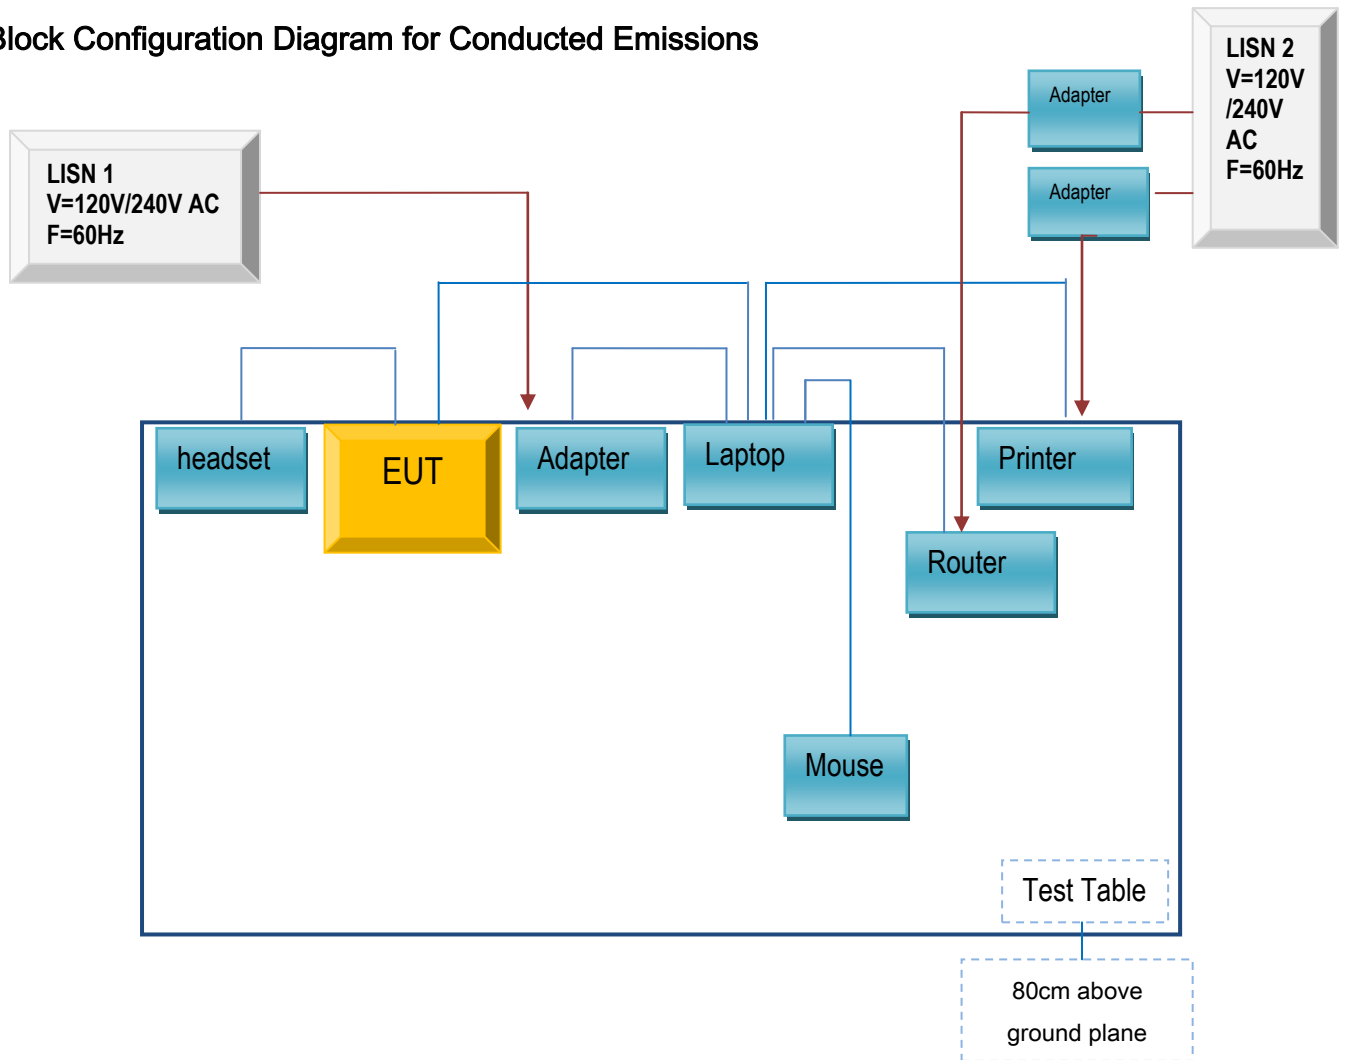 Block Configuration Diagram for Conducted Emissions
LISN 2
V=120V
/240V
AC
F=60Hz
Adapter
Adapter
LISN 1
V=120V/240V AC
F=60Hz
headset
EUT
Adapter
Laptop
Printer
Router
Mouse
Test Table
80cm above
ground plane